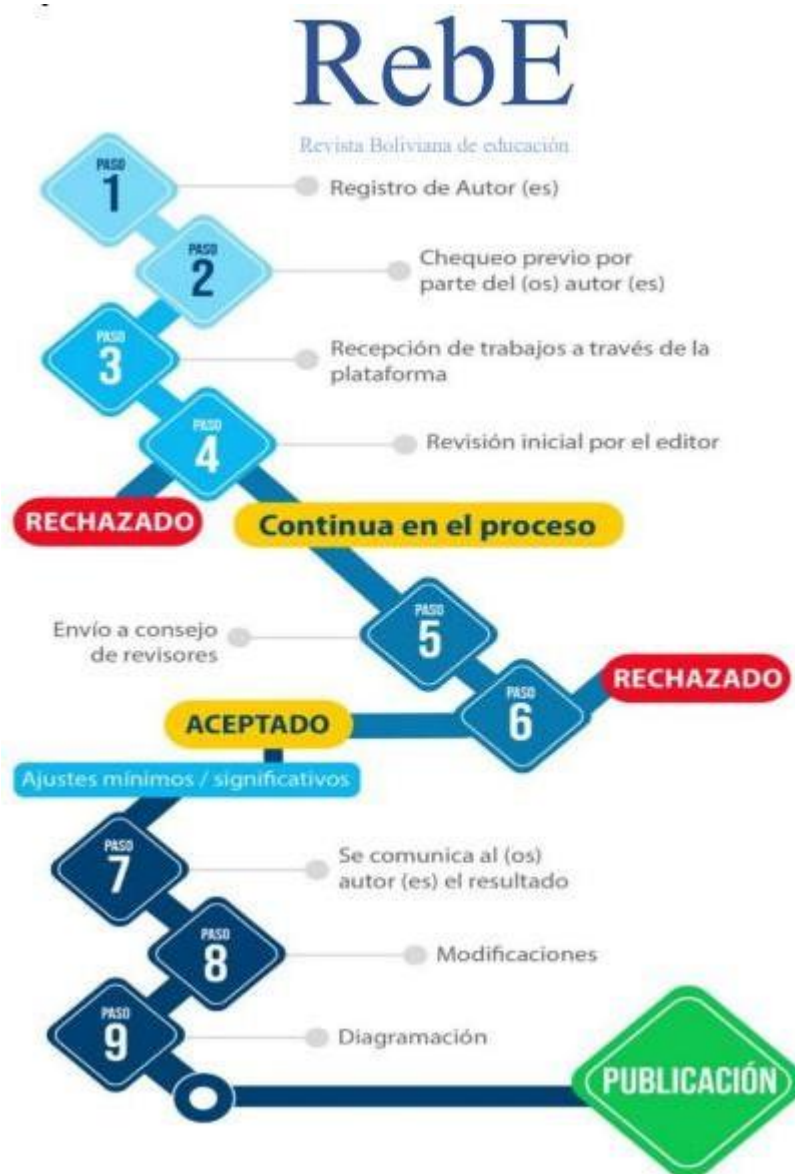 RebE
Revista Boliviana de educación
PASO
1
Registro de Autor (es)
PASO
2
Chequeo previo por
parte del (os) autor (es)
PASO
3
Recepción de trabajos a través de la
plataforma
PASO
4
Revisión inicial por el editor
RECHAZADO
Continua en el proceso
PASO
5
Envío a consejo
de revisores
PASO
6
RECHAZADO
ACEPTADO
Ajustes mínimos / significativos
PASO
7
Se comunica al (os)
autor (es) el resultado
PASO
8
Modificaciones
PASO
9
Diagramación
PUBLICACIÓN